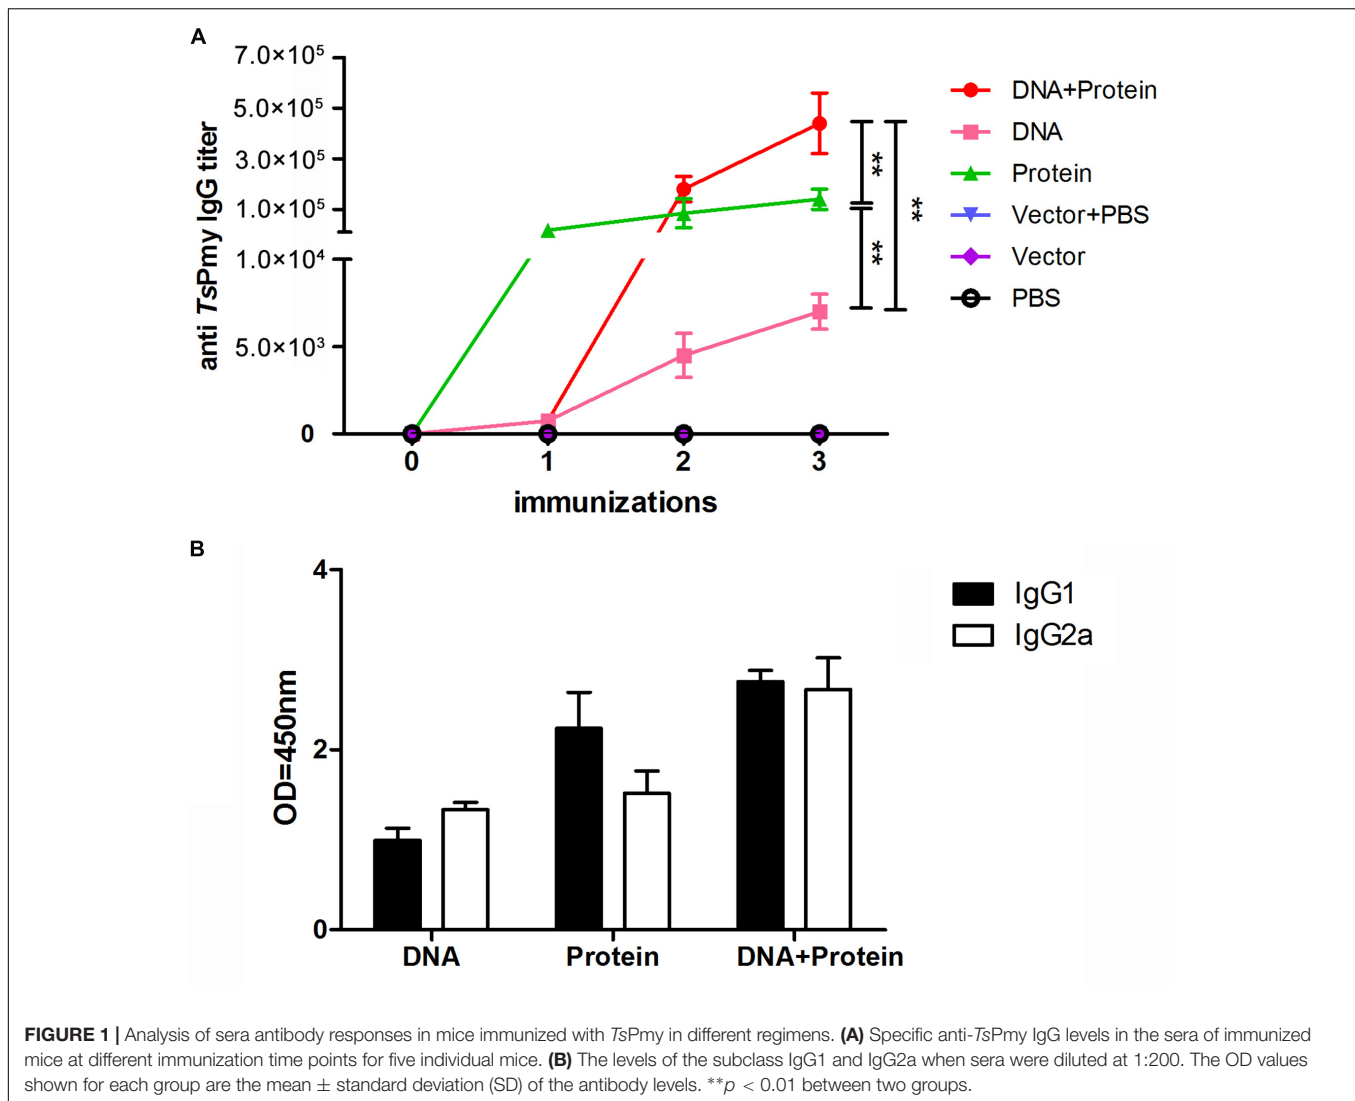 A
7.0×10⁵
5.0×10⁵
3.0×10⁵
1.0×10⁵
1.0×10⁴
5.0×10³
0
anti TsPmy IgG titer
0 1 2 3
immunizations
DNA+Protein
DNA
Protein
Vector+PBS
Vector
PBS
**
**
**
B
4
2
0
OD=450nm
DNA Protein DNA+Protein
IgG1
IgG2a
FIGURE 1 | Analysis of sera antibody responses in mice immunized with TsPmy in different regimens. (A) Specific anti-TsPmy IgG levels in the sera of immunized
mice at different immunization time points for five individual mice. (B) The levels of the subclass IgG1 and IgG2a when sera were diluted at 1:200. The OD values
shown for each group are the mean ± standard deviation (SD) of the antibody levels. **p < 0.01 between two groups.